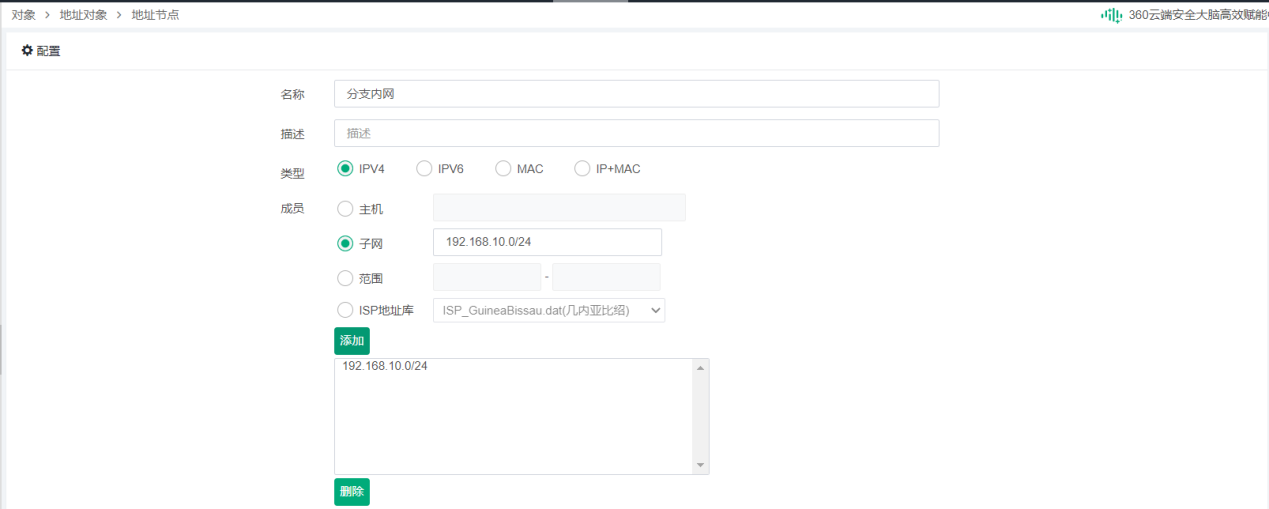 对象 > 地址对象 > 地址节点
360云端安全大脑高效赋能
配置
名称 分支内网
描述 描述
类型 IPV4 IPV6 MAC IP+MAC
成员 主机
子网 192.168.10.0/24
范围 -
ISP地址库 ISP_GuineaBissau.dat(几内亚比绍)
添加
192.168.10.0/24
删除